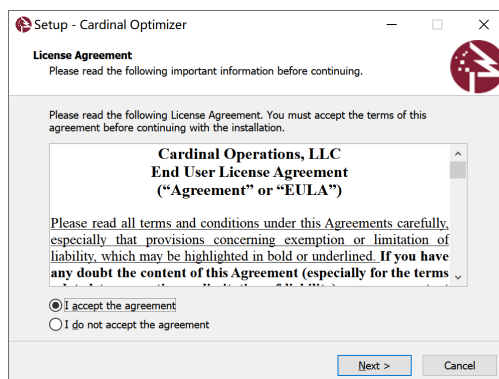 Setup - Cardinal Optimizer
License Agreement
Please read the following important information before continuing.
Please read the following License Agreement. You must accept the terms of this
agreement before continuing with the installation.
Cardinal Operations, LLC
End User License Agreement
(“Agreement” or “EULA”)
Please read all terms and conditions under this Agreements carefully,
especially that provisions concerning exemption or limitation of
liability, which may be highlighted in bold or underlined. If you have
any doubt the content of this Agreement (especially for the terms
I accept the agreement
I do not accept the agreement
Next >
Cancel